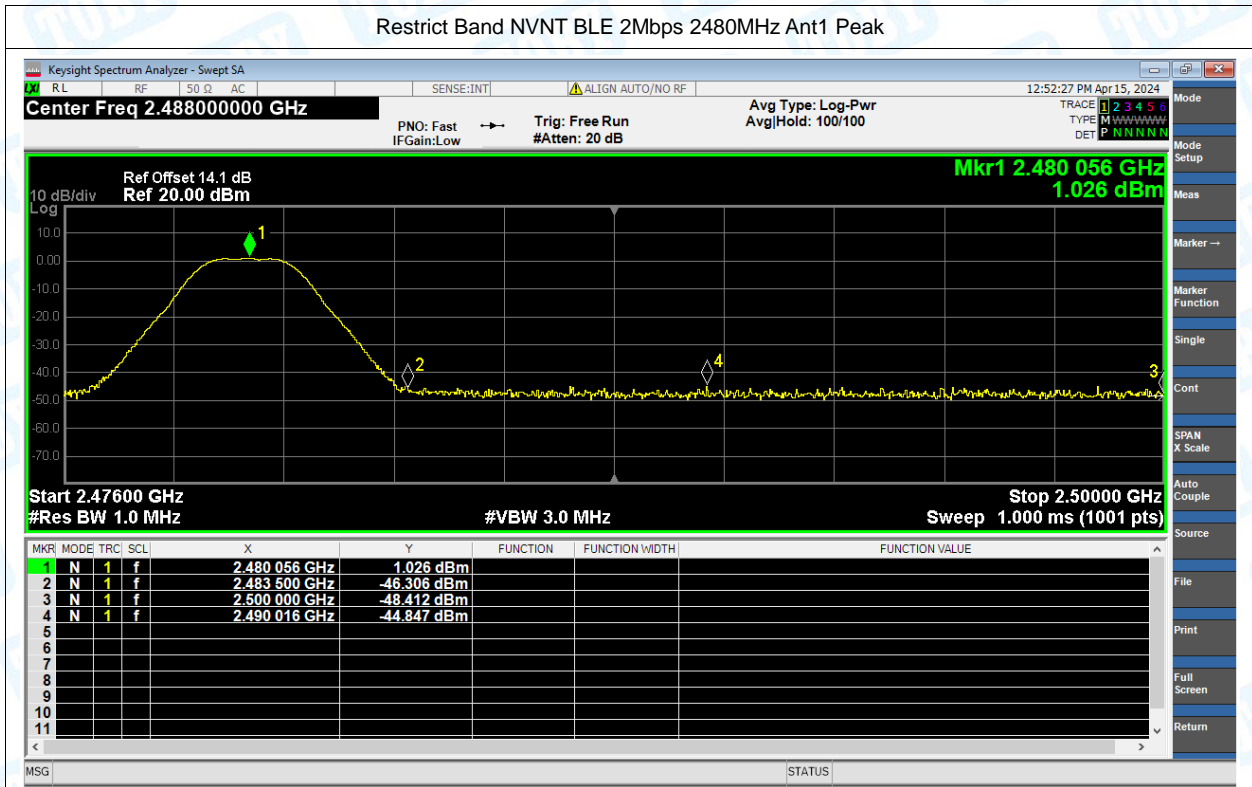 Restrict Band NVNT BLE 2Mbps 2480MHz Ant1 Peak
Keysight Spectrum Analyzer - Swept SA
LXI RL RF 50 Ω AC SENSE:INT ALIGN AUTO/NO RF 12:52:27 PM Apr 15, 2024
Center Freq 2.488000000 GHz
PNO: Fast
IFGain:Low
Trig: Free Run
#Atten: 20 dB
Avg Type: Log-Pwr
Avg|Hold: 100/100
TRACE 1 2 3 4 5 6
TYPE M WWWWW
DET P N N N N N
Mkr1 2.480 056 GHz
1.026 dBm
Ref Offset 14.1 dB
10 dB/div Ref 20.00 dBm
Log
10.0
0.00
-10.0
-20.0
-30.0
-40.0
-50.0
-60.0
-70.0
1
2
4
3
Start 2.47600 GHz Stop 2.50000 GHz
#Res BW 1.0 MHz #VBW 3.0 MHz Sweep 1.000 ms (1001 pts)
MKR MODE TRC SCL X Y FUNCTION FUNCTION WIDTH FUNCTION VALUE
1 N 1 f 2.480 056 GHz 1.026 dBm
2 N 1 f 2.483 500 GHz -46.306 dBm
3 N 1 f 2.500 000 GHz -48.412 dBm
4 N 1 f 2.490 016 GHz -44.847 dBm
5
6
7
8
9
10
11
MSG STATUS
Mode
Mode Setup
Meas
Marker →
Marker Function
Single
Cont
SPAN X Scale
Auto Couple
Source
File
Print
Full Screen
Return
TOBY